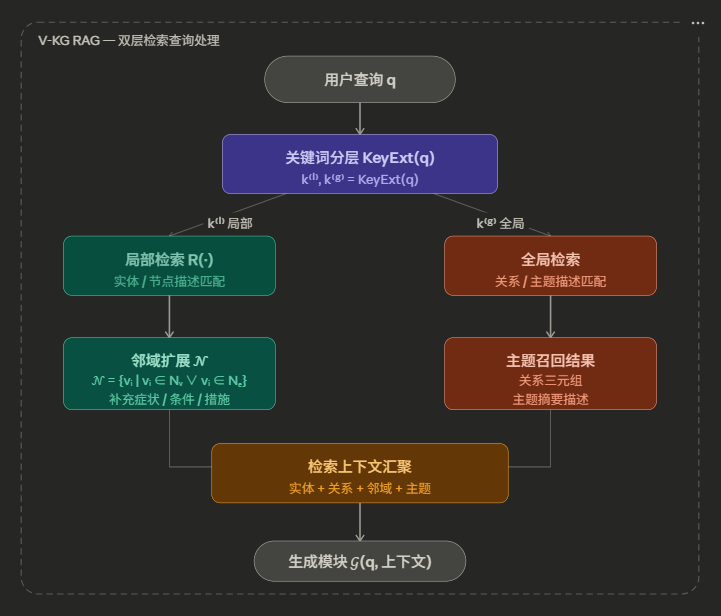 V-KG RAG — 双层检索查询处理
用户查询 q
关键词分层 KeyExt(q)
k⁽ˡ⁾, k⁽ᵍ⁾ = KeyExt(q)
k⁽ˡ⁾ 局部
k⁽ᵍ⁾ 全局
局部检索 R(·)
实体 / 节点描述匹配
全局检索
关系 / 主题描述匹配
邻域扩展 𝒩
𝒩 = {vᵢ | vᵢ ∈ Nᵥ ∨ vᵢ ∈ Nₑ}
补充症状 / 条件 / 措施
主题召回结果
关系三元组
主题摘要描述
检索上下文汇聚
实体 + 关系 + 邻域 + 主题
生成模块 𝒢(q, 上下文)